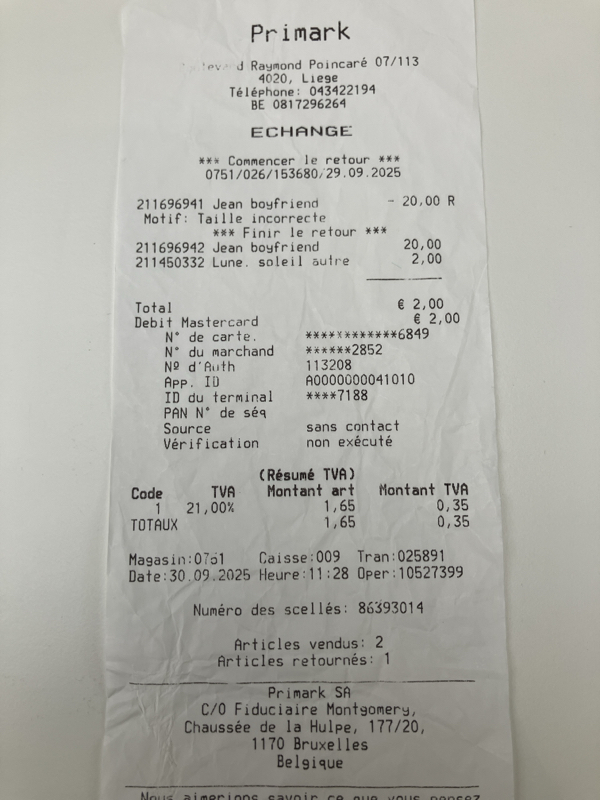 Primark
Raymond Poincaré 07/113
4020, Liege
Téléphone: 043422194
BE 0817296264
ECHANGE
*** Commencer le retour ***
0751/026/153680/29.09.2025
211696941 Jean boyfriend - 20,00 R
Motif: Taille incorrecte
*** Finir le retour ***
211696942 Jean boyfriend 20,00
211450332 Lune. soleil autre 2,00
Total € 2,00
Debit Mastercard € 2,00
N° de carte. ************6849
N° du marchand ******2852
Nº d'Auth 113208
App. ID A0000000041010
ID du terminal ****7188
PAN N° de séq
Source sans contact
Vérification non exécuté
(Résumé TVA)
Code TVA Montant art Montant TVA
1 21,00% 1,65 0,35
TOTAUX 1,65 0,35
Magasin:0751 Caisse:009 Tran:025891
Date:30.09.2025 Heure:11:28 Oper:10527399
Numéro des scellés: 86393014
Articles vendus: 2
Articles retournés: 1
Primark SA
C/O Fiduciaire Montgomery,
Chaussée de la Hulpe, 177/20,
1170 Bruxelles
Belgique
Nous aimerions savoir ce que vous pensez